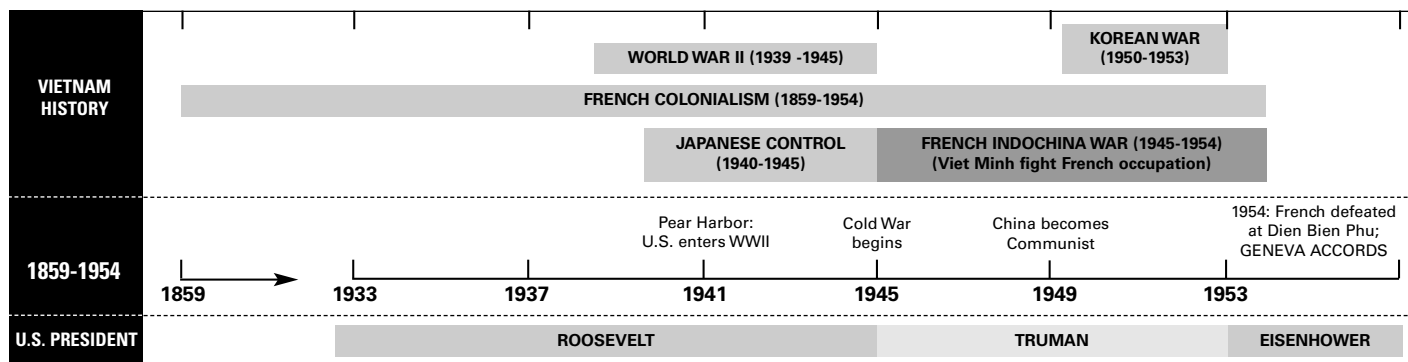 VIETNAM
HISTORY
WORLD WAR II (1939 -1945)
KOREAN WAR
(1950-1953)
FRENCH COLONIALISM (1859-1954)
JAPANESE CONTROL
(1940-1945)
FRENCH INDOCHINA WAR (1945-1954)
(Viet Minh fight French occupation)
1859-1954
Pear Harbor:
U.S. enters WWII
Cold War
begins
China becomes
Communist
1954: French defeated
at Dien Bien Phu;
GENEVA ACCORDS
1859
1933
1937
1941
1945
1949
1953
U.S. PRESIDENT
ROOSEVELT
TRUMAN
EISENHOWER